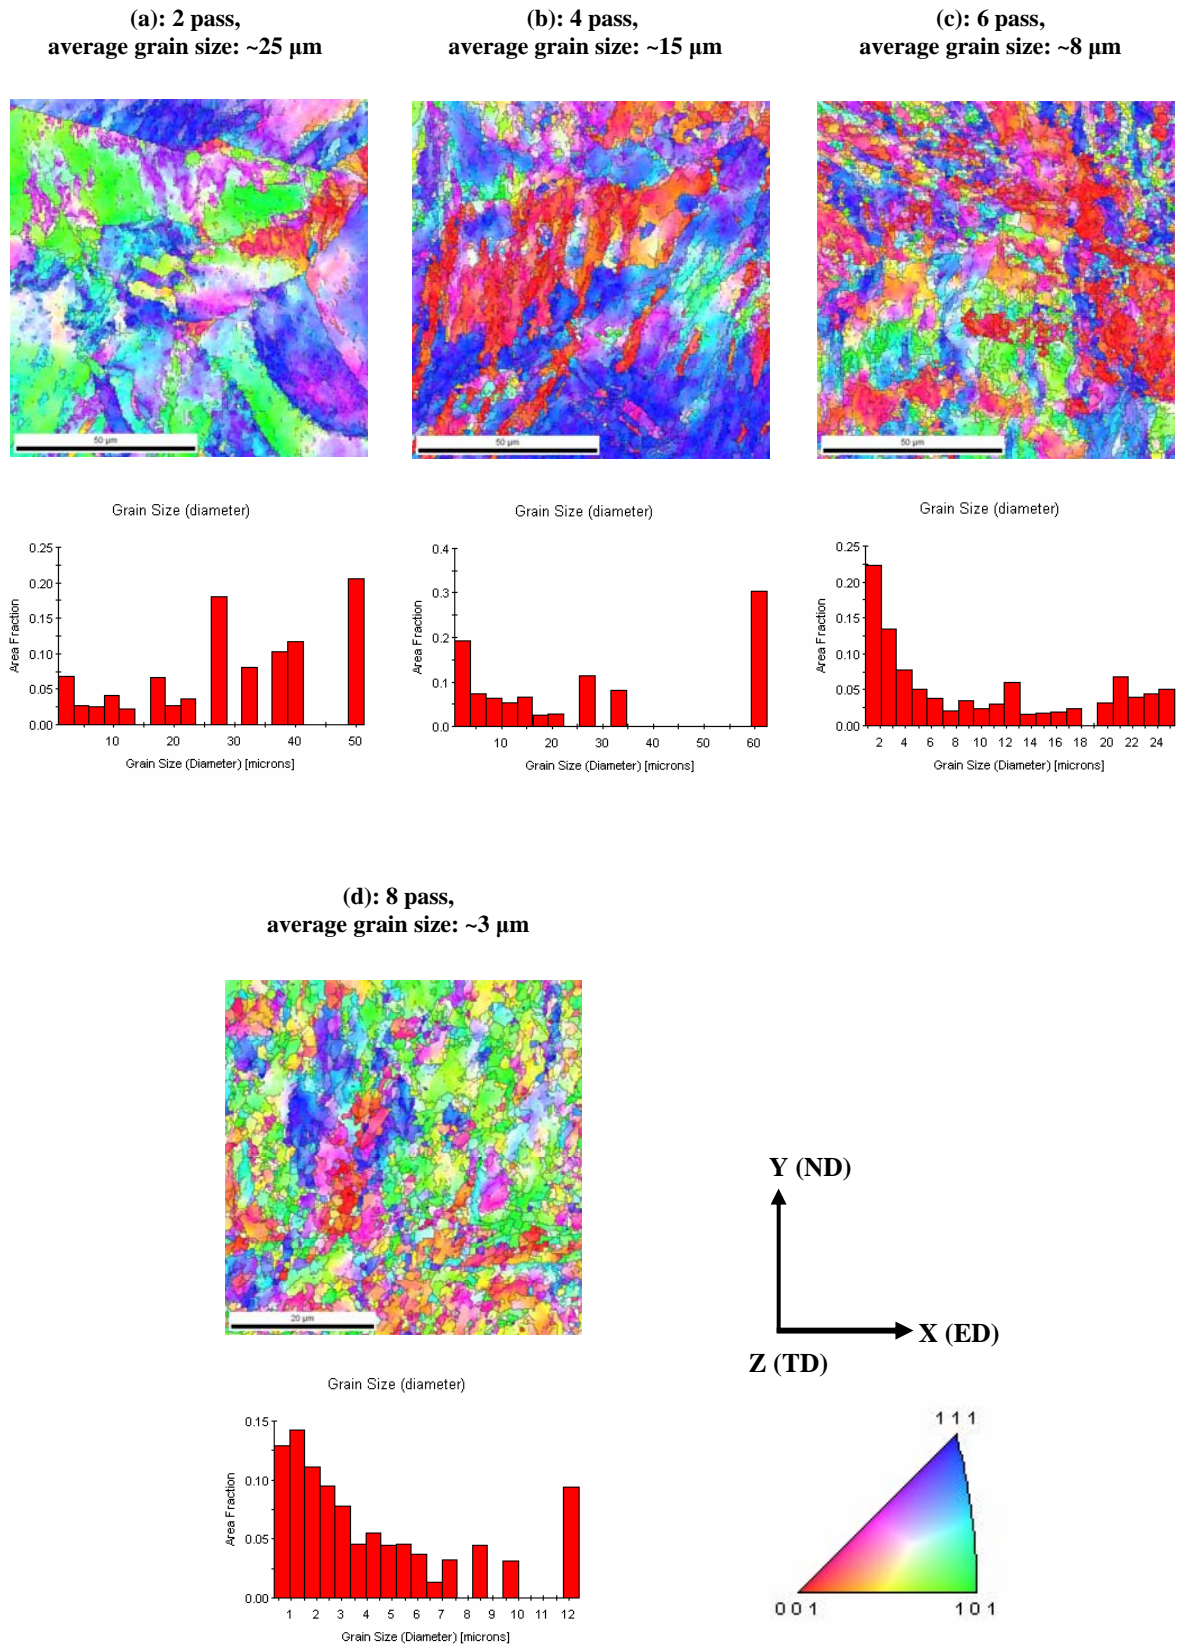 (a): 2 pass,
average grain size: ~25 µm
(b): 4 pass,
average grain size: ~15 µm
(c): 6 pass,
average grain size: ~8 µm
50 µm
50 µm
50 µm
Grain Size (diameter)
0.25
0.20
0.15
0.10
0.05
0.00
Area Fraction
10 20 30 40 50
Grain Size (Diameter) [microns]
Grain Size (diameter)
0.4
0.3
0.2
0.1
0.0
Area Fraction
10 20 30 40 50 60
Grain Size (Diameter) [microns]
Grain Size (diameter)
0.25
0.20
0.15
0.10
0.05
0.00
Area Fraction
2 4 6 8 10 12 14 16 18 20 22 24
Grain Size (Diameter) [microns]
(d): 8 pass,
average grain size: ~3 µm
20 µm
Grain Size (diameter)
0.15
0.10
0.05
0.00
Area Fraction
1 2 3 4 5 6 7 8 9 10 11 12
Grain Size (Diameter) [microns]
Y (ND)
X (ED)
Z (TD)
1 1 1
0 0 1
1 0 1